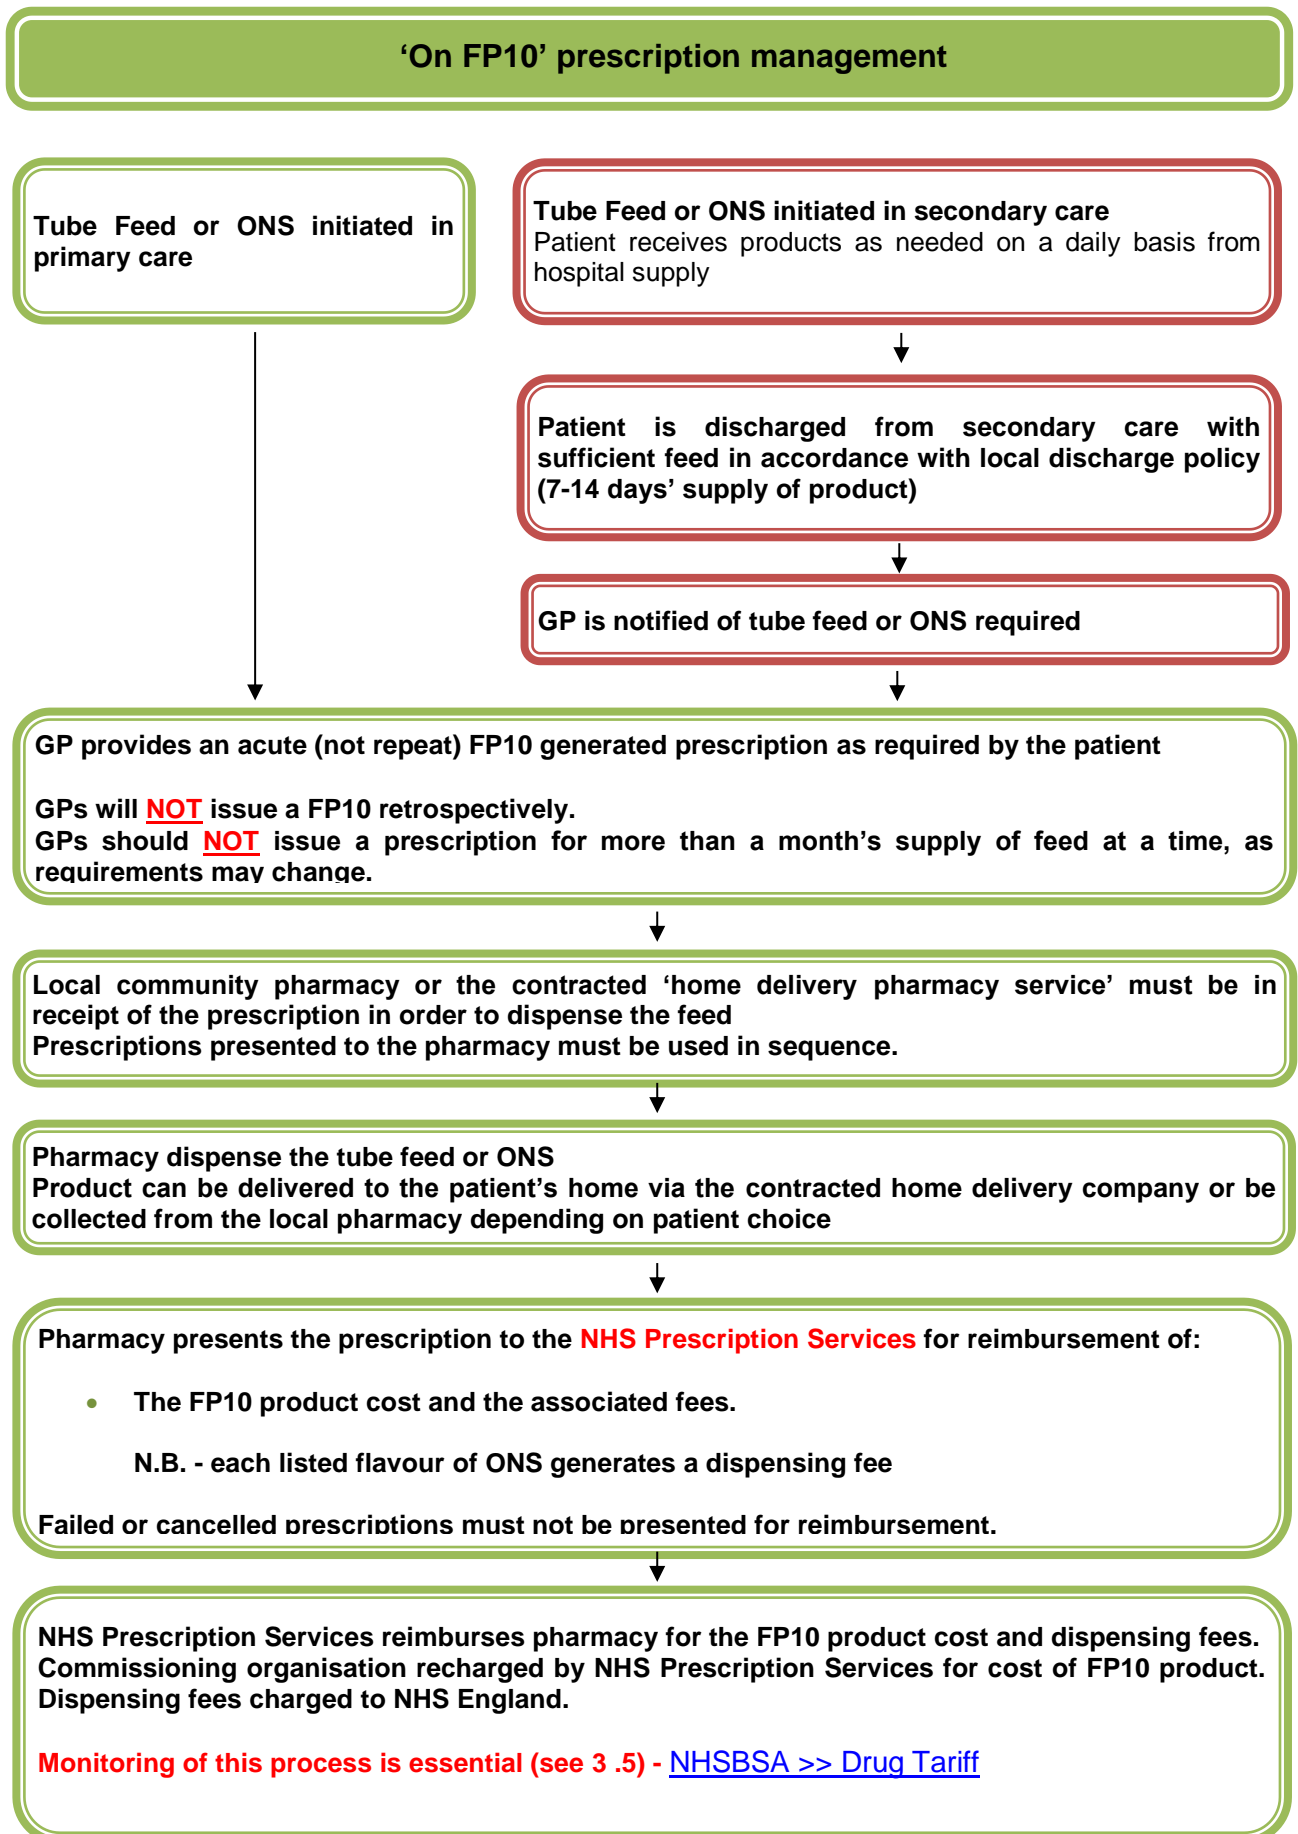 ‘On FP10’ prescription management
Tube Feed or ONS initiated in
primary care
Tube Feed or ONS initiated in secondary care
Patient receives products as needed on a daily basis from
hospital supply
Patient is discharged from secondary care with
sufficient feed in accordance with local discharge policy
(7-14 days’ supply of product)
GP is notified of tube feed or ONS required
GP provides an acute (not repeat) FP10 generated prescription as required by the patient
GPs will NOT issue a FP10 retrospectively.
GPs should NOT issue a prescription for more than a month’s supply of feed at a time, as
requirements may change.
Local community pharmacy or the contracted ‘home delivery pharmacy service’ must be in
receipt of the prescription in order to dispense the feed
Prescriptions presented to the pharmacy must be used in sequence.
Pharmacy dispense the tube feed or ONS
Product can be delivered to the patient’s home via the contracted home delivery company or be
collected from the local pharmacy depending on patient choice
Pharmacy presents the prescription to the NHS Prescription Services for reimbursement of:
• The FP10 product cost and the associated fees.
N.B. - each listed flavour of ONS generates a dispensing fee
Failed or cancelled prescriptions must not be presented for reimbursement.
NHS Prescription Services reimburses pharmacy for the FP10 product cost and dispensing fees.
Commissioning organisation recharged by NHS Prescription Services for cost of FP10 product.
Dispensing fees charged to NHS England.
Monitoring of this process is essential (see 3 .5) - NHSBSA >> Drug Tariff